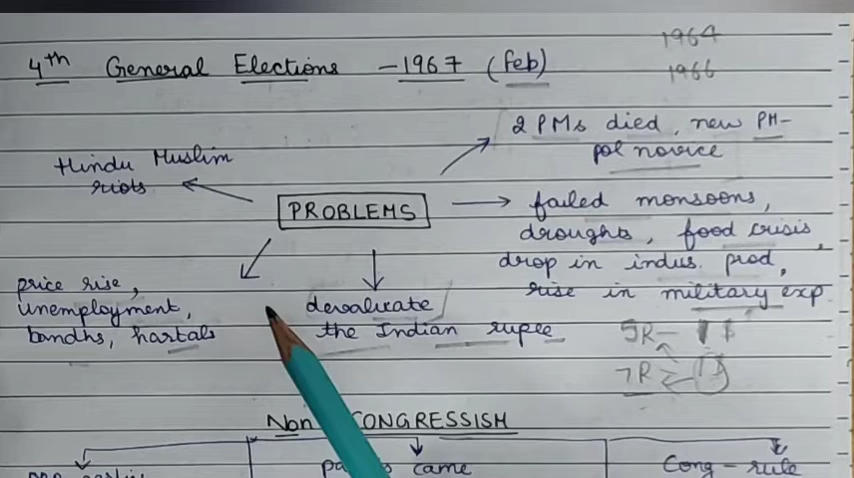 1964
4th General Elections - 1967 (Feb)
1966
2 PMs died, new PM-
pol novice
Hindu Muslim
riots
PROBLEMS
failed monsoons,
droughts, food crisis,
drop in indus. prod,
rise in military exp.
price rise,
unemployment,
bandhs, hartals
devaluate
the Indian rupee
5R - 1$
7R
Non CONGRESSISM
came
Cong - rule